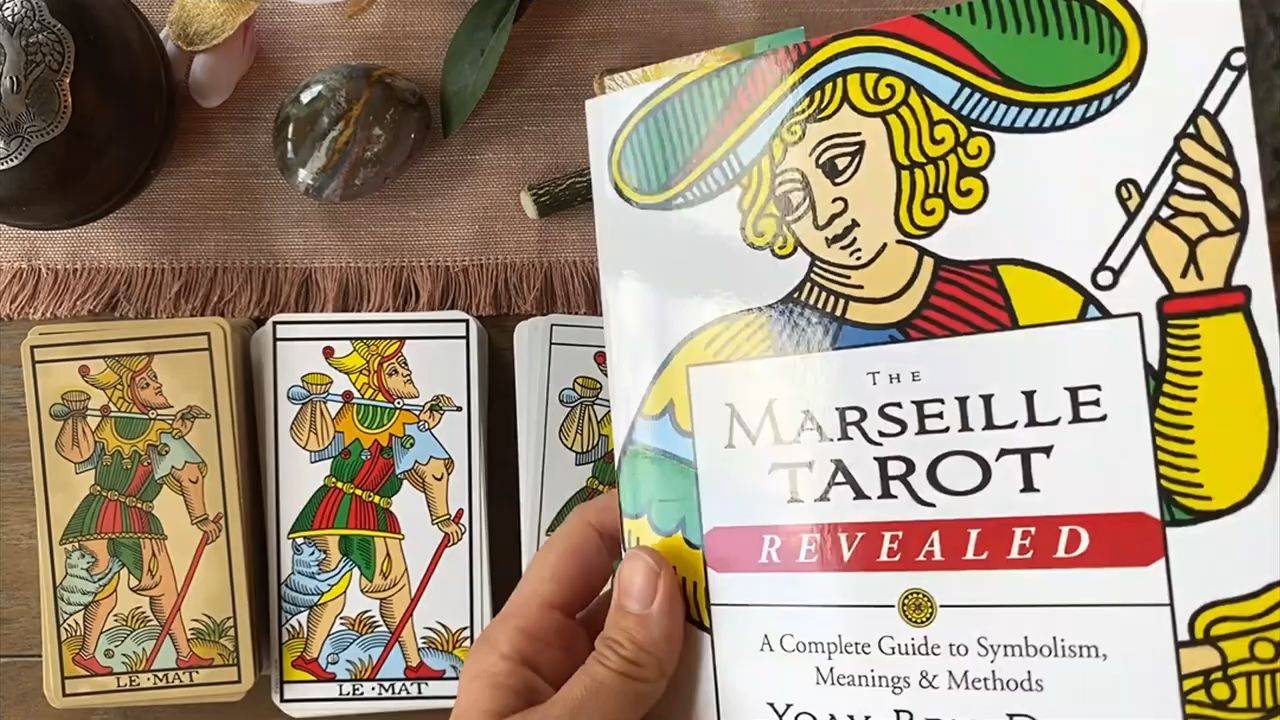 LE·MAT
LE·MAT
THE
MARSEILLE
TAROT
REVEALED
A Complete Guide to Symbolism,
Meanings & Methods